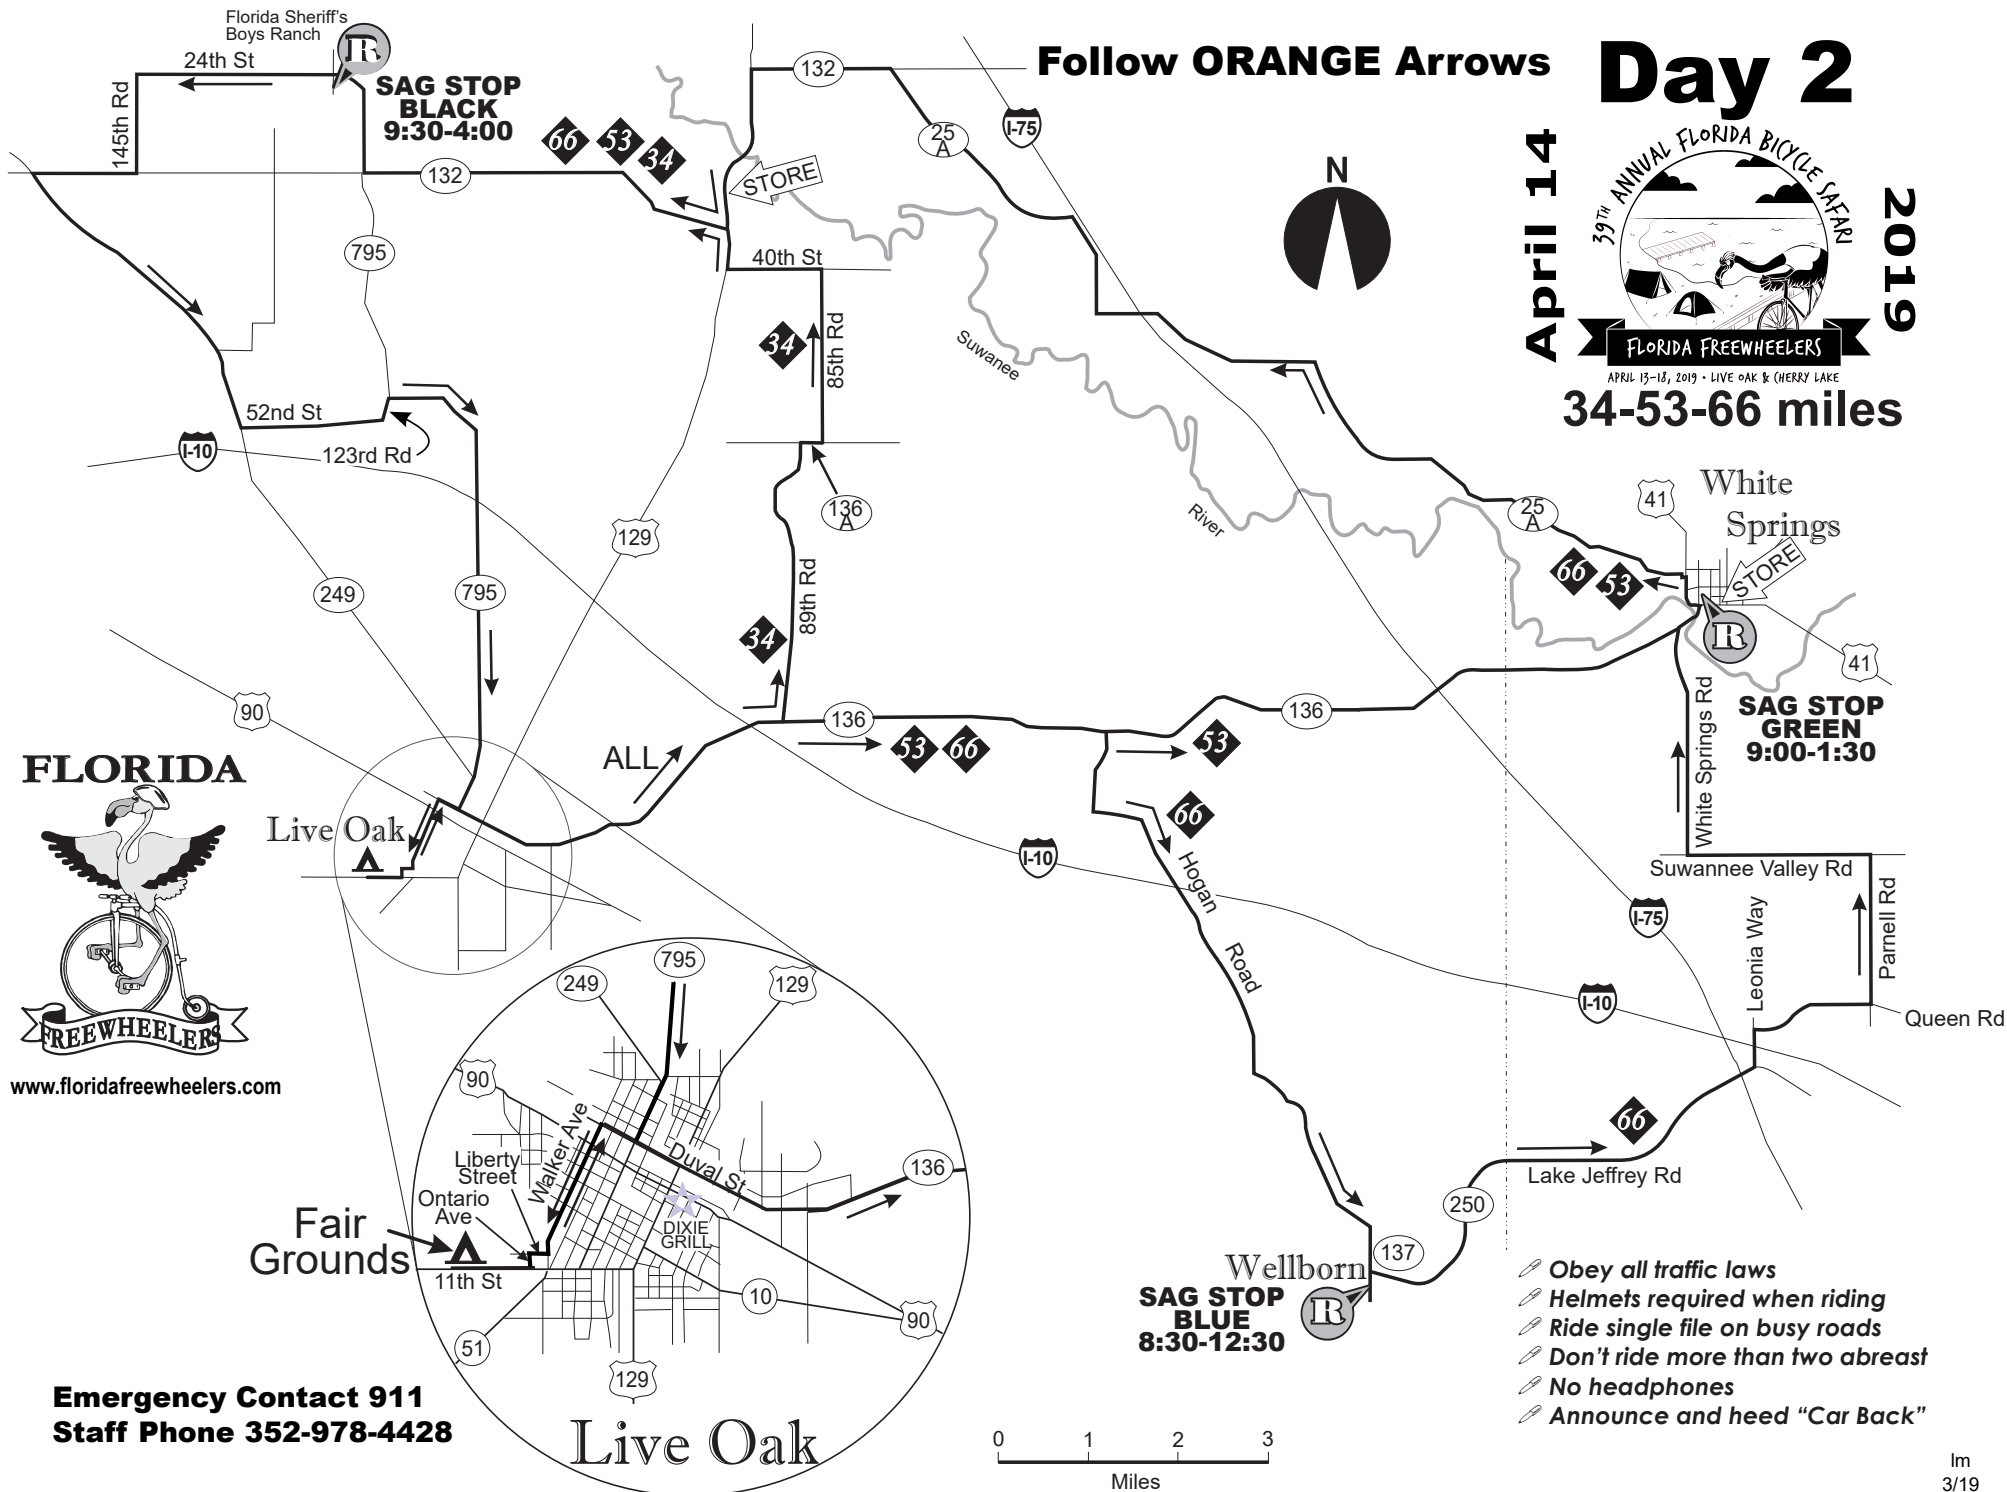 Florida Sheriff's
Boys Ranch
R
24th St
145th Rd
SAG STOP
BLACK
9:30-4:00
66
53
34
132
132
STORE
25
A
I-75
Follow ORANGE Arrows
Day 2
April 14
2019
39TH ANNUAL FLORIDA BICYCLE SAFARI
FLORIDA FREEWHEELERS
APRIL 13-18, 2019 • LIVE OAK & CHERRY LAKE
34-53-66 miles
N
795
40th St
34
85th Rd
Suwanee
River
52nd St
123rd Rd
I-10
136
A
129
249
795
89th Rd
34
90
136
53
66
53
136
ALL
66
Hogan
Road
I-10
White
Springs
41
25
A
66
53
STORE
R
41
SAG STOP
GREEN
9:00-1:30
White Springs Rd
Suwannee Valley Rd
I-75
Leonia Way
Parnell Rd
I-10
Queen Rd
66
Lake Jeffrey Rd
250
137
Wellborn
SAG STOP
BLUE
8:30-12:30
R
FLORIDA
FREEWHEELERS
www.floridafreewheelers.com
Live Oak
795
249
129
90
Walker Ave
Liberty
Street
Ontario
Ave
Duval St
136
DIXIE
GRILL
Fair
Grounds
11th St
10
90
51
129
Live Oak
Emergency Contact 911
Staff Phone 352-978-4428
0 1 2 3
Miles
Obey all traffic laws
Helmets required when riding
Ride single file on busy roads
Don't ride more than two abreast
No headphones
Announce and heed “Car Back”
lm
3/19